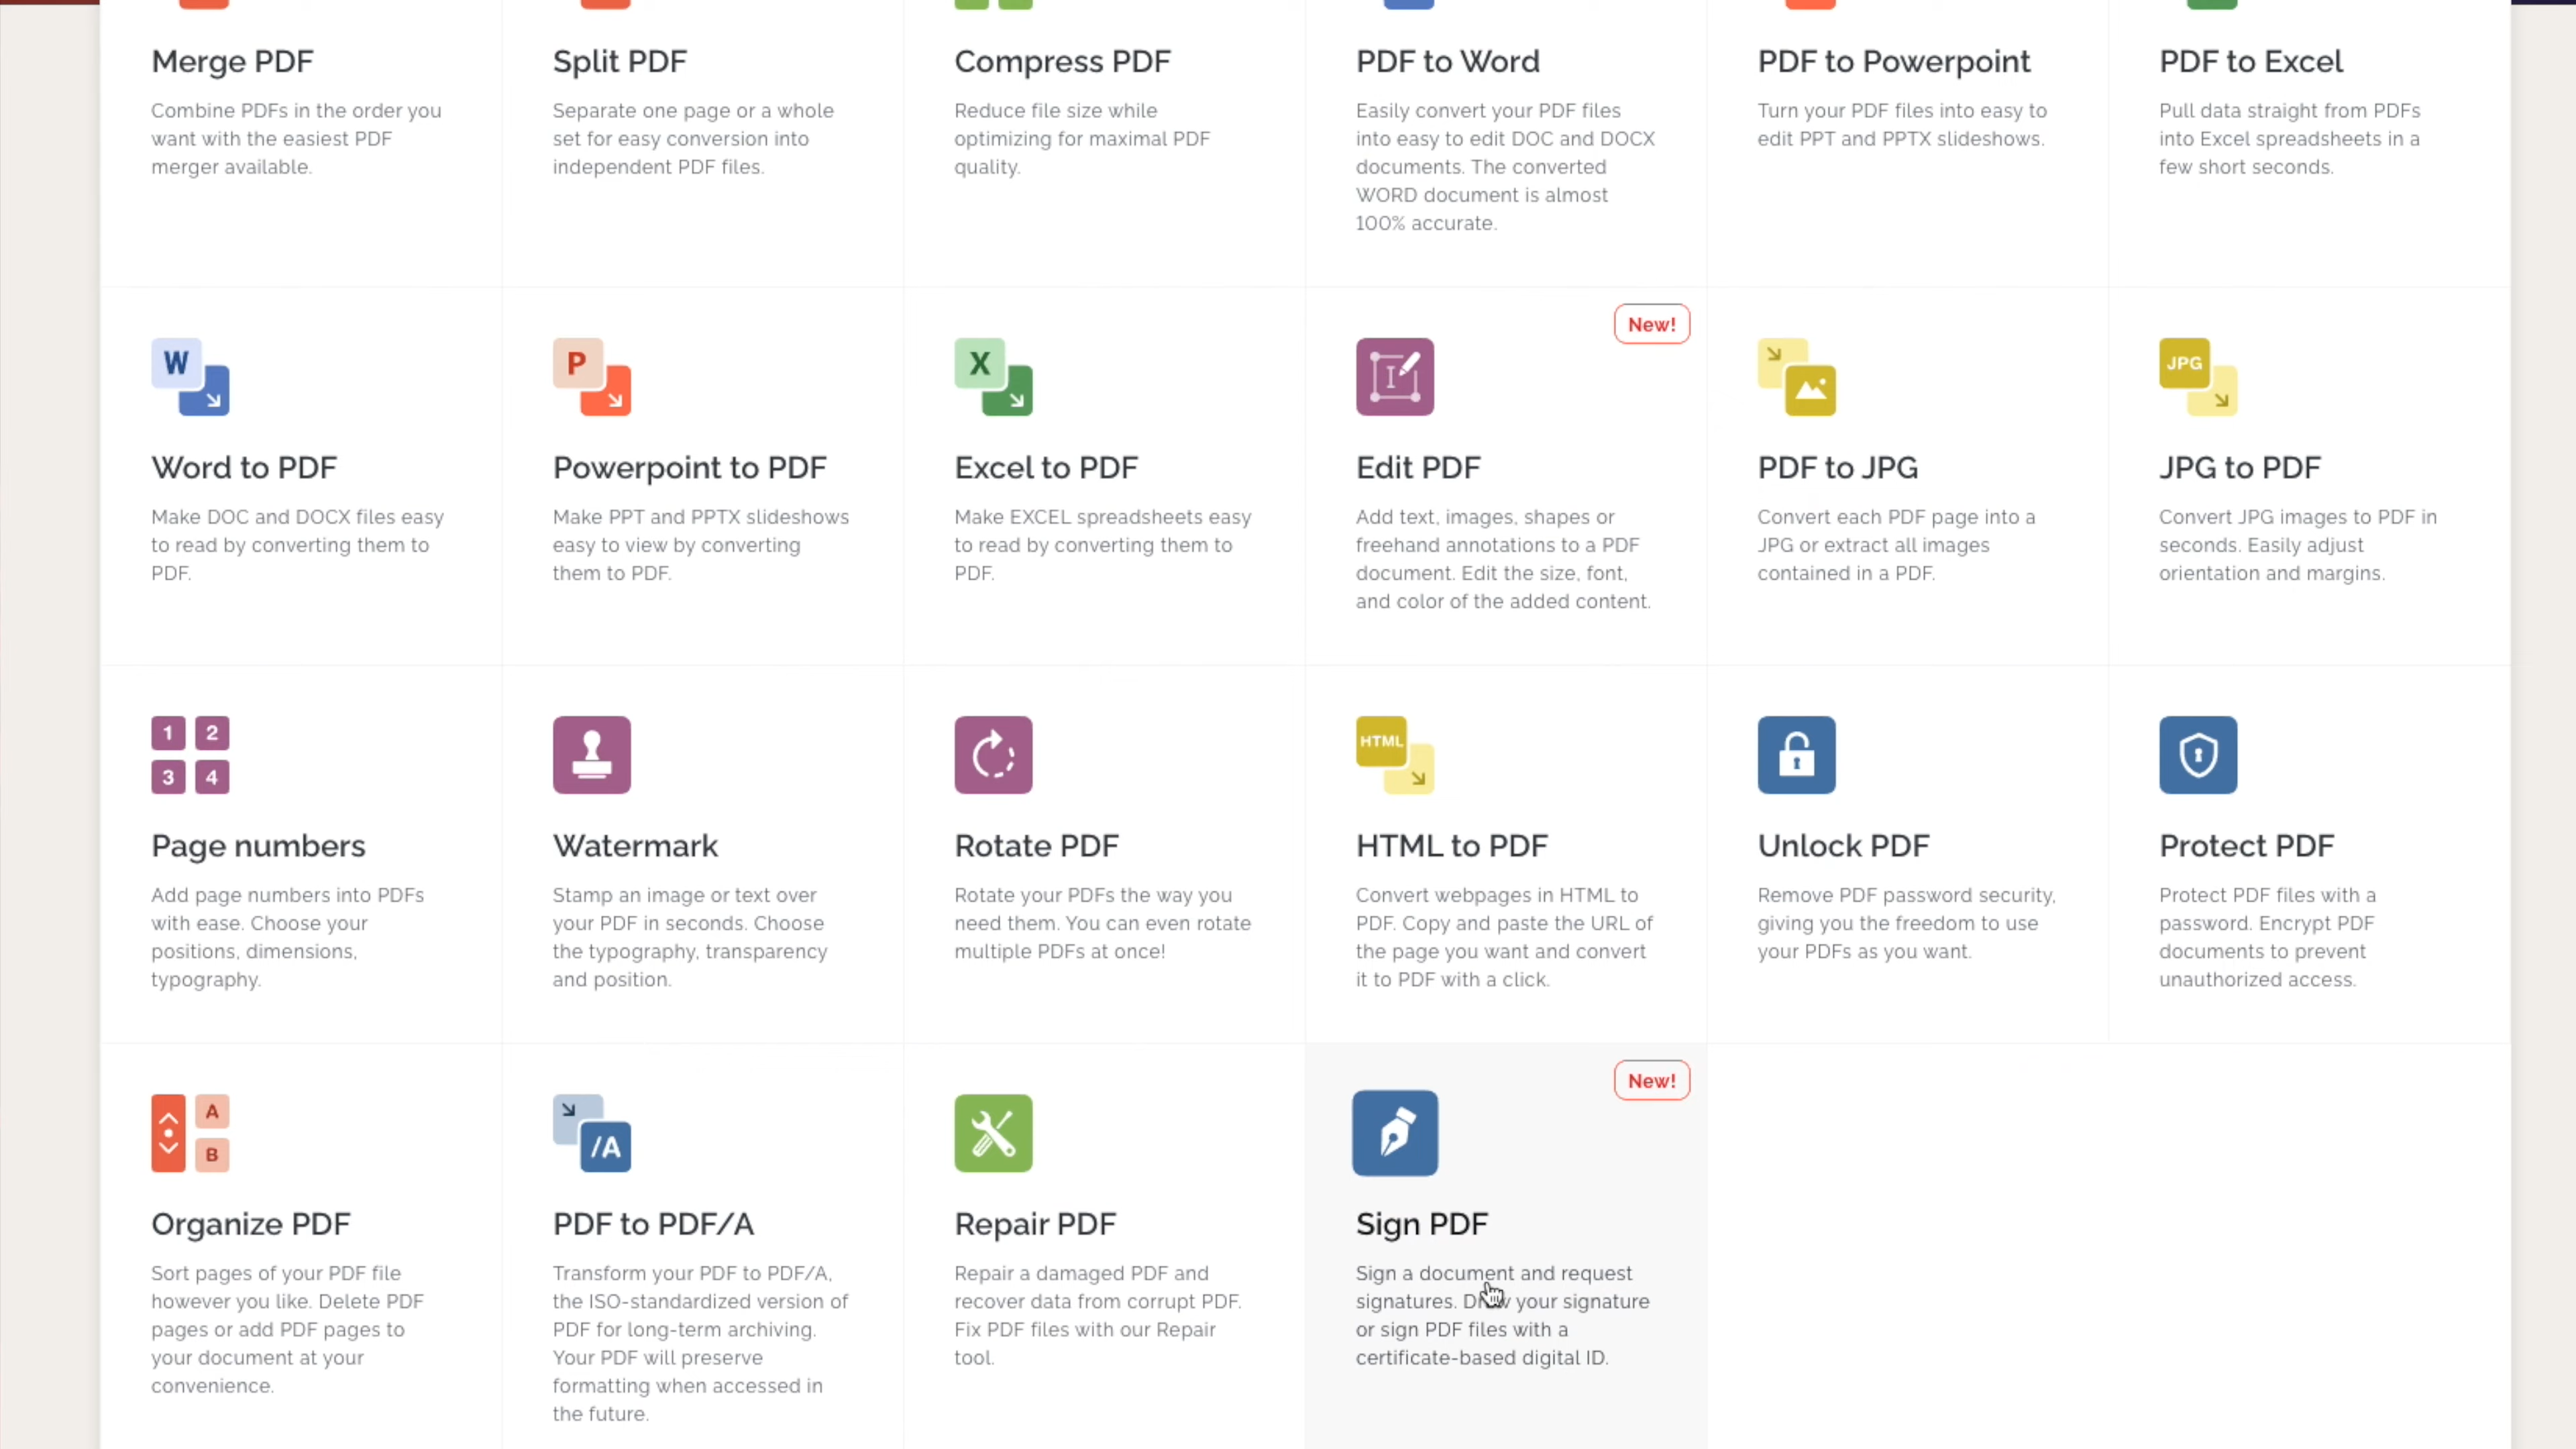 Merge PDF
Combine PDFs in the order you
want with the easiest PDF
merger available.
Split PDF
Separate one page or a whole
set for easy conversion into
independent PDF files.
Compress PDF
Reduce file size while
optimizing for maximal PDF
quality.
PDF to Word
Easily convert your PDF files
into easy to edit DOC and DOCX
documents. The converted
WORD document is almost
100% accurate.
PDF to Powerpoint
Turn your PDF files into easy to
edit PPT and PPTX slideshows.
PDF to Excel
Pull data straight from PDFs
into Excel spreadsheets in a
few short seconds.
W
Word to PDF
Make DOC and DOCX files easy
to read by converting them to
PDF.
P
Powerpoint to PDF
Make PPT and PPTX slideshows
easy to view by converting
them to PDF.
X
Excel to PDF
Make EXCEL spreadsheets easy
to read by converting them to
PDF.
New!
Edit PDF
Add text, images, shapes or
freehand annotations to a PDF
document. Edit the size, font,
and color of the added content.
PDF to JPG
Convert each PDF page into a
JPG or extract all images
contained in a PDF.
JPG
JPG to PDF
Convert JPG images to PDF in
seconds. Easily adjust
orientation and margins.
1 2
3 4
Page numbers
Add page numbers into PDFs
with ease. Choose your
positions, dimensions,
typography.
Watermark
Stamp an image or text over
your PDF in seconds. Choose
the typography, transparency
and position.
Rotate PDF
Rotate your PDFs the way you
need them. You can even rotate
multiple PDFs at once!
HTML
HTML to PDF
Convert webpages in HTML to
PDF. Copy and paste the URL of
the page you want and convert
it to PDF with a click.
Unlock PDF
Remove PDF password security,
giving you the freedom to use
your PDFs as you want.
Protect PDF
Protect PDF files with a
password. Encrypt PDF
documents to prevent
unauthorized access.
A
B
Organize PDF
Sort pages of your PDF file
however you like. Delete PDF
pages or add PDF pages to
your document at your
convenience.
/A
PDF to PDF/A
Transform your PDF to PDF/A,
the ISO-standardized version of
PDF for long-term archiving.
Your PDF will preserve
formatting when accessed in
the future.
Repair PDF
Repair a damaged PDF and
recover data from corrupt PDF.
Fix PDF files with our Repair
tool.
New!
Sign PDF
Sign a document and request
signatures. Draw your signature
or sign PDF files with a
certificate-based digital ID.